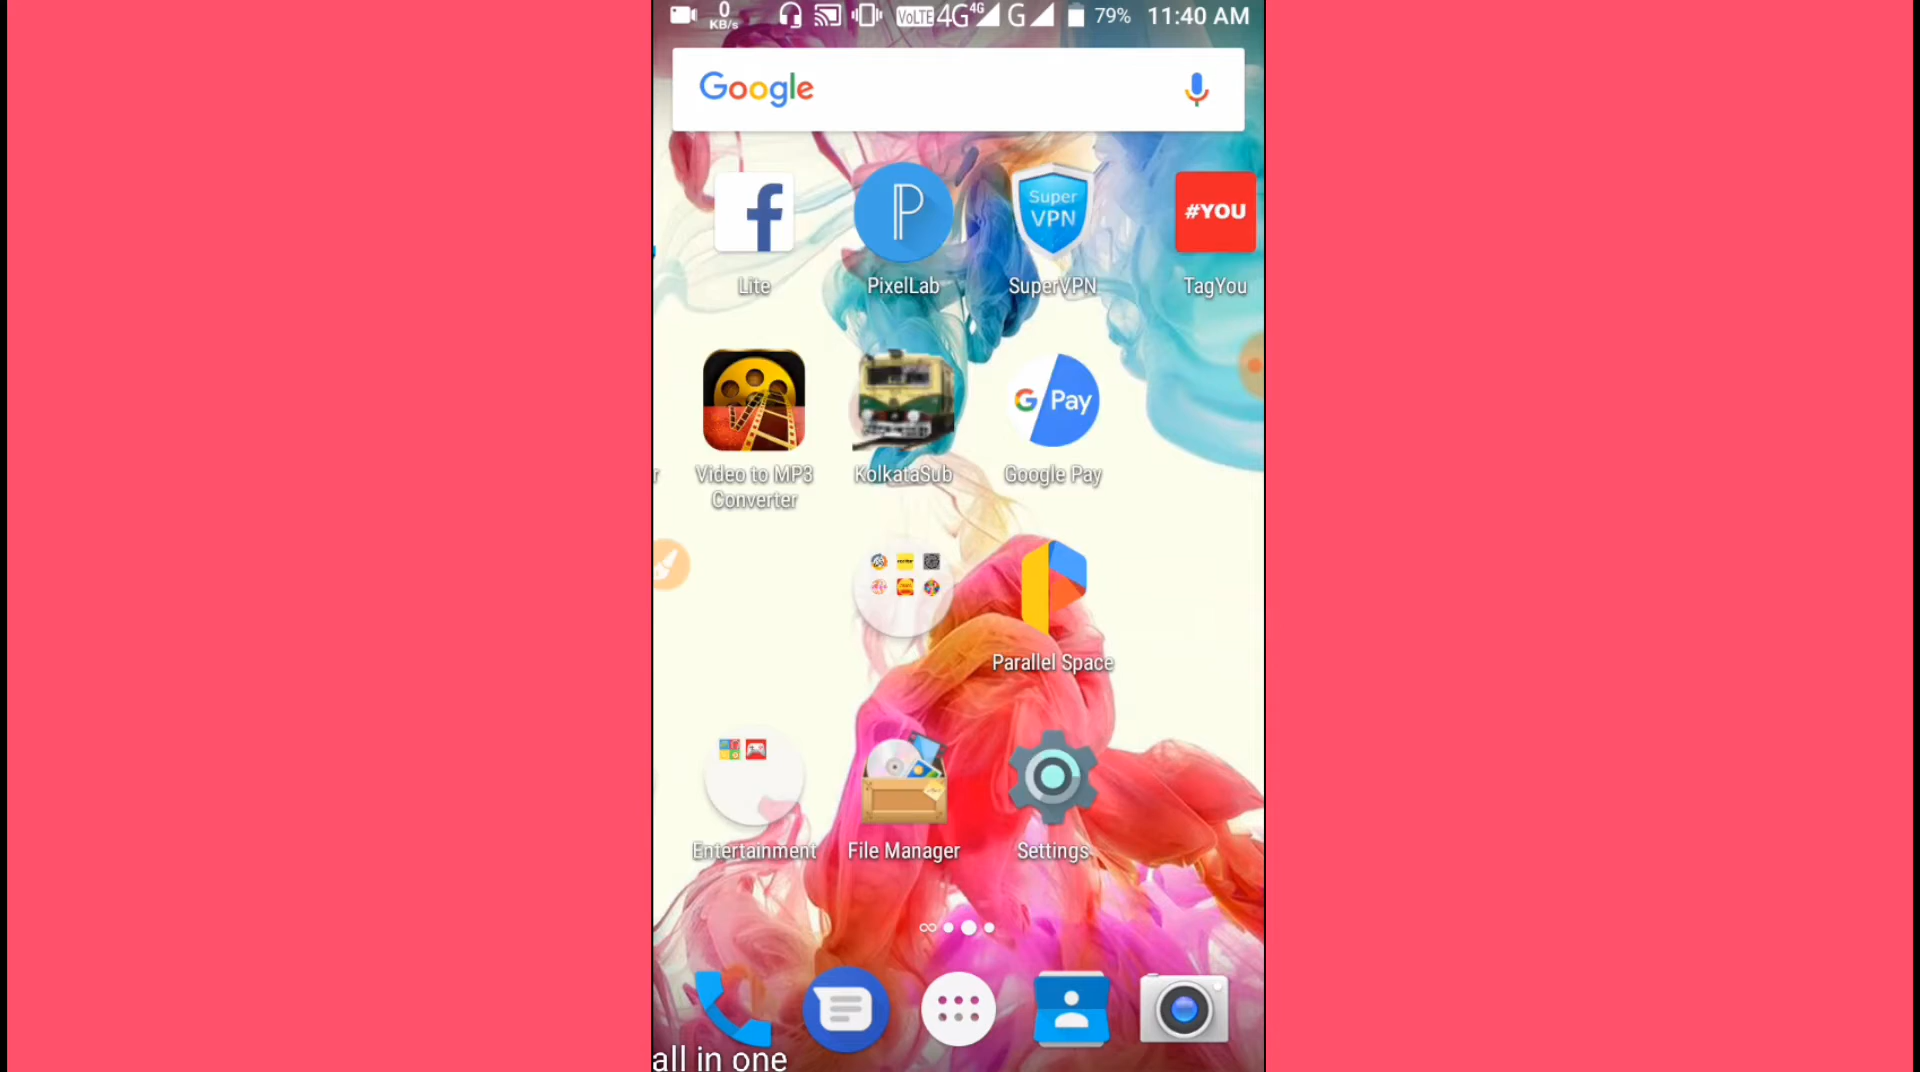 0 KB/s VoLTE 4G 4G G 79% 11:40 AM
Google
f P Super VPN #YOU
Lite PixelLab SuperVPN TagYou
G Pay
r Video to MP3 Converter KolkataSub Google Pay
Parallel Space
Entertainment File Manager Settings
all in one